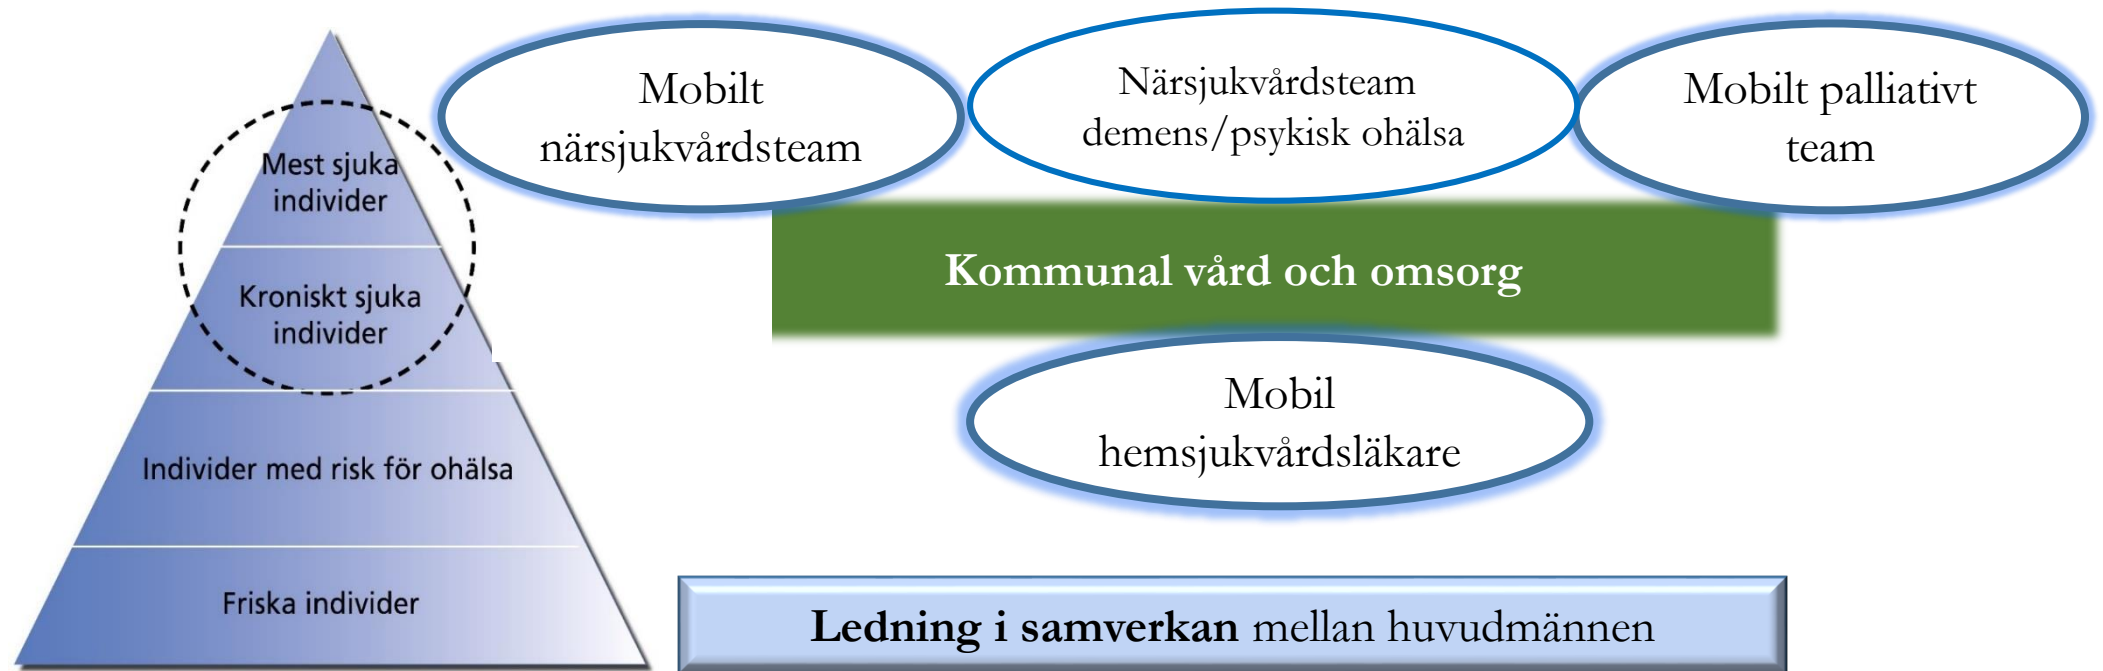 Mest sjuka
individer
Kroniskt sjuka
individer
Individer med risk för ohälsa
Friska individer
Mobilt
närsjukvårdsteam
Närsjukvårdsteam
demens/psykisk ohälsa
Mobilt palliativt
team
Kommunal vård och omsorg
Mobil
hemsjukvårdsläkare
Ledning i samverkan mellan huvudmännen